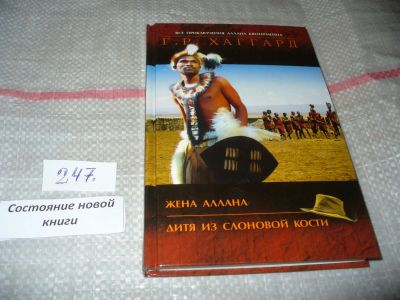 ВСЕ ПРИКЛЮЧЕНИЯ АЛЛАНА КВОТЕРМЕЙНА
Г. Р. ХАГГАРД
247.
Состояние новой
книги
ЖЕНА АЛЛАНА
ДИТЯ ИЗ СЛОНОВОЙ КОСТИ